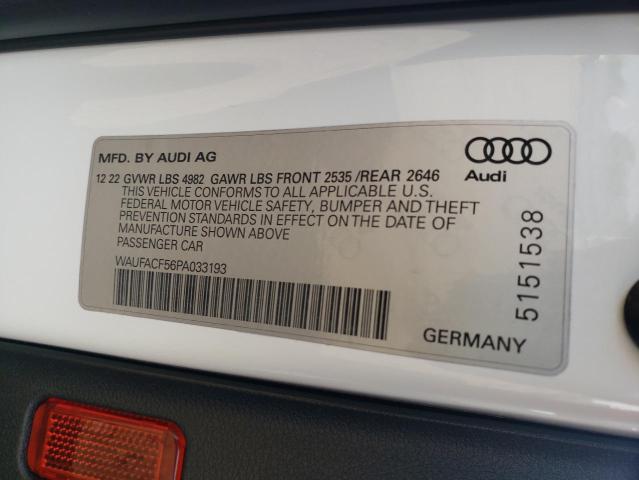 MFD. BY AUDI AG
12 22 GVWR LBS 4982 GAWR LBS FRONT 2535 /REAR 2646
THIS VEHICLE CONFORMS TO ALL APPLICABLE U.S.
FEDERAL MOTOR VEHICLE SAFETY, BUMPER AND THEFT
PREVENTION STANDARDS IN EFFECT ON THE DATE OF
MANUFACTURE SHOWN ABOVE
PASSENGER CAR
WAUFACF56PA033193
Audi
5151538
GERMANY